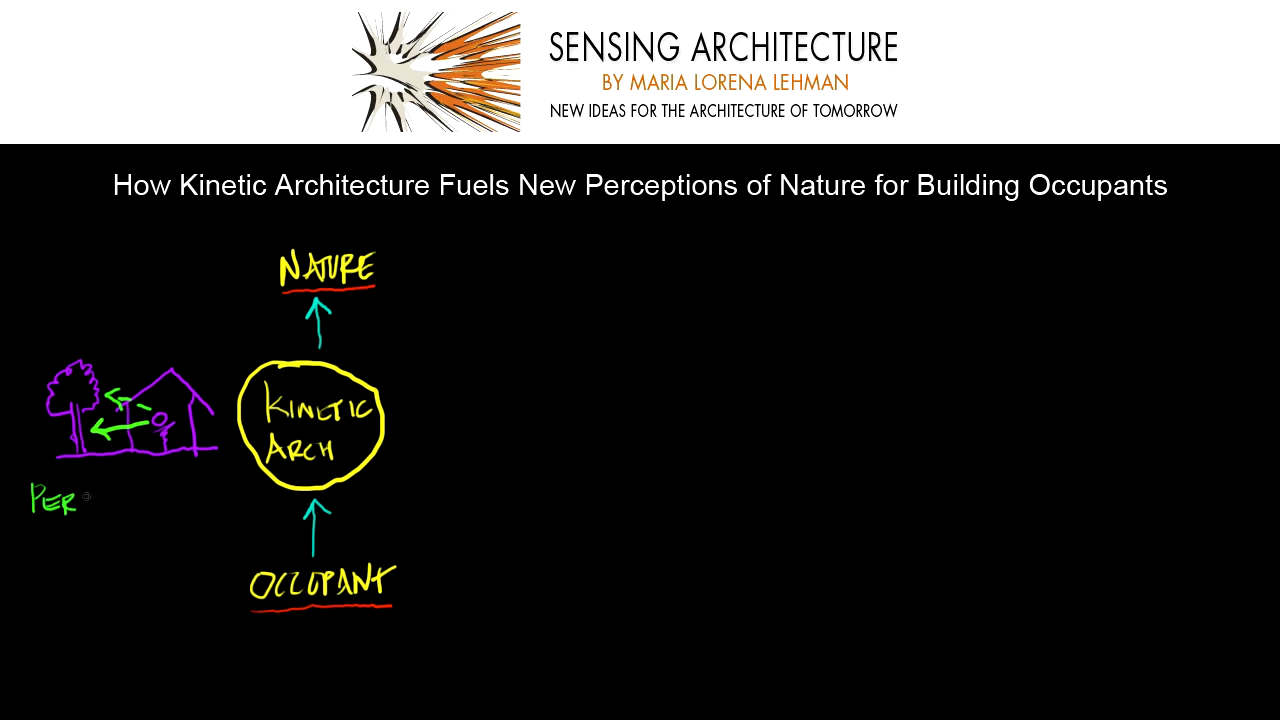 SENSING ARCHITECTURE
BY MARIA LORENA LEHMAN
NEW IDEAS FOR THE ARCHITECTURE OF TOMORROW
How Kinetic Architecture Fuels New Perceptions of Nature for Building Occupants
NATURE
KINETIC
ARCH
PER
OCCUPANT